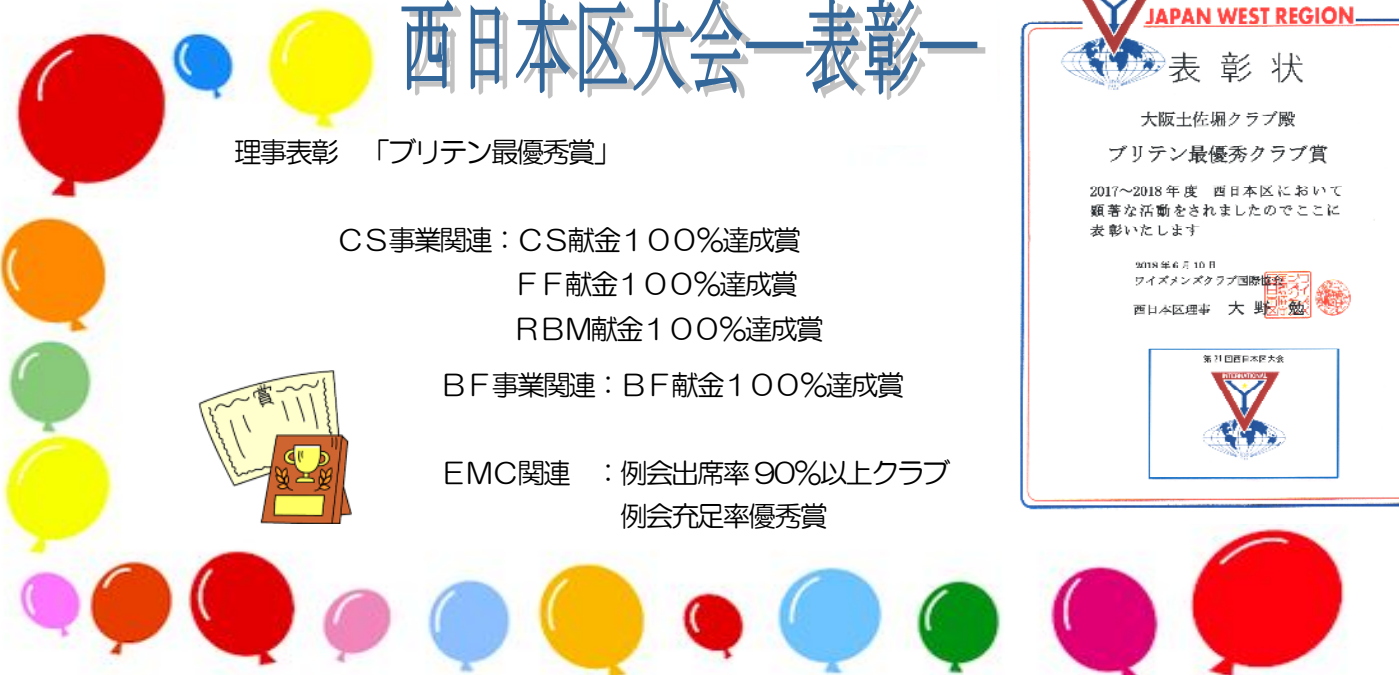 西日本区大会―表彰―
理事表彰 「ブリテン最優秀賞」
CS事業関連：CS献金100％達成賞
FF献金100％達成賞
RBM献金100％達成賞
BF事業関連：BF献金100％達成賞
EMC関連 ：例会出席率90％以上クラブ
例会充足率優秀賞
賞
JAPAN WEST REGION
表彰状
大阪土佐堀クラブ殿
ブリテン最優秀クラブ賞
2017～2018年度 西日本区において
顕著な活動をされましたのでここに
表彰いたします
2018年6月10日
ワイズメンズクラブ国際協会
西日本区理事 大野 勉
第21回西日本区大会
INTERNATIONAL